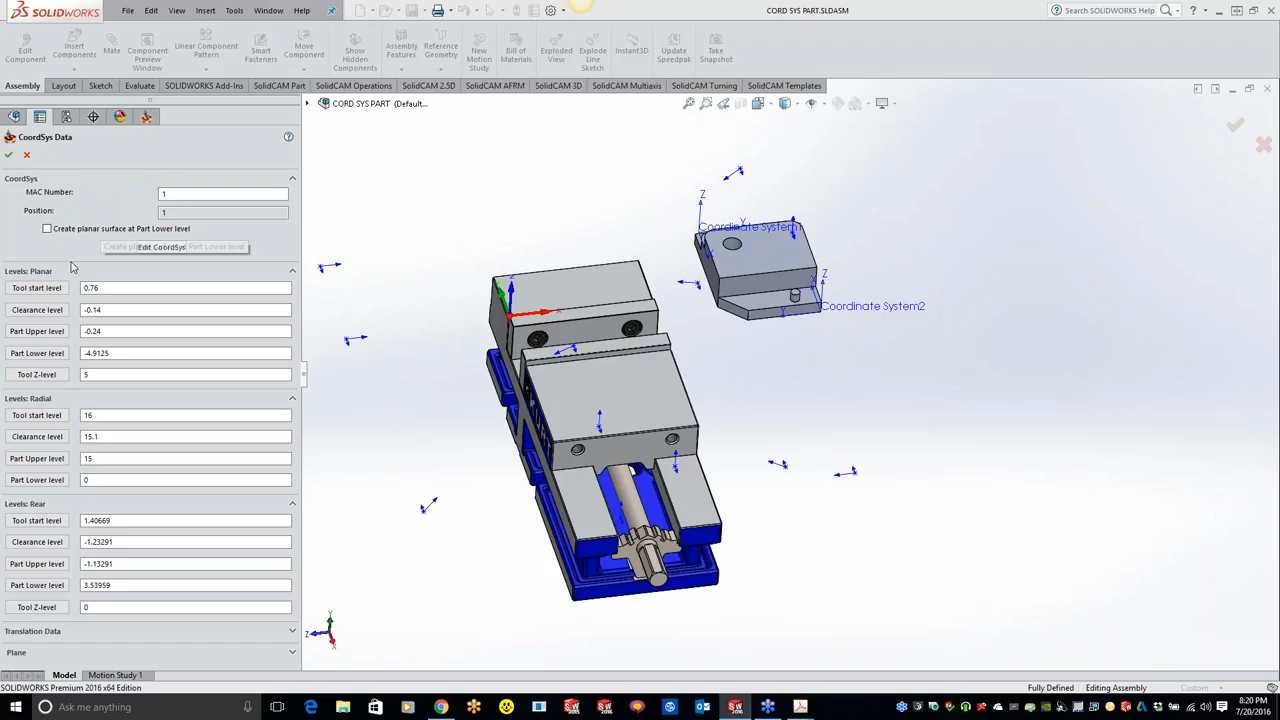 SOLIDWORKS File Edit View Insert Tools Window Help CORD SYS PART.SLDASM Search SolidCAM Help
Edit Component
Insert Components
Mate
Component Preview Window
Linear Component Pattern
Smart Fasteners
Move Component
Show Hidden Components
Assembly Features
Reference Geometry
New Motion Study
Bill of Materials
Exploded View
Explode Line Sketch
Instant3D
Update Speedpak
Take Snapshot
Assembly Layout Sketch Evaluate SOLIDWORKS Add-Ins SolidCAM Part SolidCAM Operations SolidCAM 2.5D SolidCAM AFRM SolidCAM 3D SolidCAM Multiaxis SolidCAM Turning SolidCAM Templates
CORD SYS PART (Default...
CoordSys Data
CoordSys
MAC Number: 1
Position: 1
Create planar surface at Part Lower level
Edit CoordSys
Levels: Planar
Tool start level 0.76
Clearance level -0.14
Part Upper level -0.24
Part Lower level -4.9125
Tool Z-level 5
Levels: Radial
Tool start level 16
Clearance level 15.1
Part Upper level 15
Part Lower level 0
Levels: Rear
Tool start level 1.40669
Clearance level -1.23291
Part Upper level -1.13291
Part Lower level 3.53959
Tool Z-level 0
Translation Data
Plane
Z
Y
Coordinate System1
Z
X
Y
Coordinate System2
Y
Z
X
Model Motion Study 1
SOLIDWORKS Premium 2016 x64 Edition Fully Defined Editing Assembly Custom
Ask me anything
8:20 PM
7/20/2016